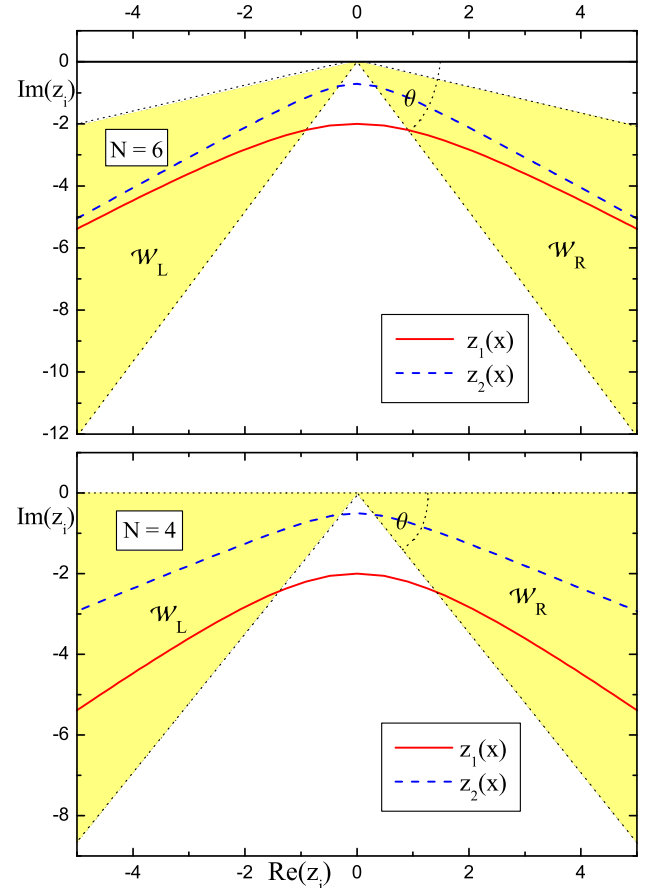 -4 -2 0 2 4
0
Im(z_i)
θ
-2
N = 6
-4
𝒲_L
𝒲_R
-6
-8
z_1(x)
z_2(x)
-10
-12
0
Im(z_i)
θ
N = 4
-2
𝒲_L
𝒲_R
-4
-6
z_1(x)
z_2(x)
-8
-4 -2 0 2 4
Re(z_i)